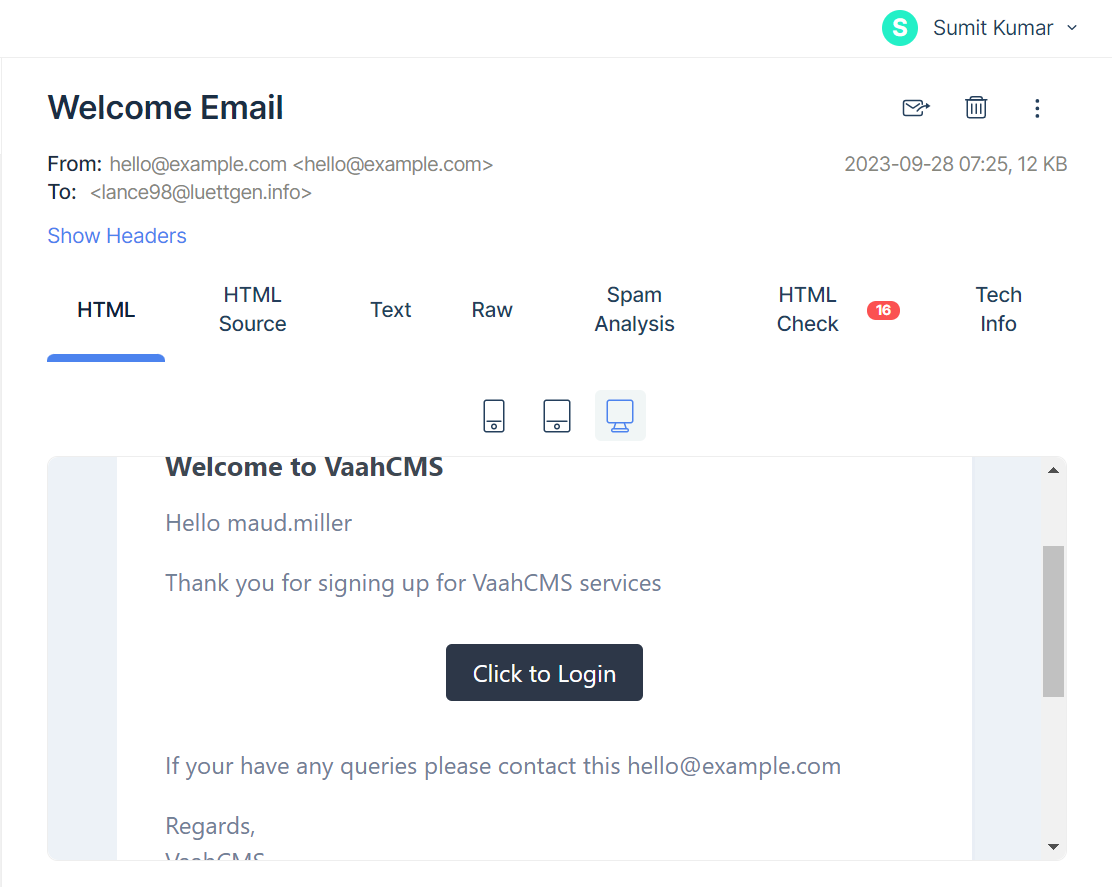 S Sumit Kumar
Welcome Email
From: hello@example.com <hello@example.com>
2023-09-28 07:25, 12 KB
To: <lance98@luettgen.info>
Show Headers
HTML
HTML
Source
Text
Raw
Spam
Analysis
HTML
Check
16
Tech
Info
Welcome to VaahCMS
Hello maud.miller
Thank you for signing up for VaahCMS services
Click to Login
If your have any queries please contact this hello@example.com
Regards,
VaahCMS